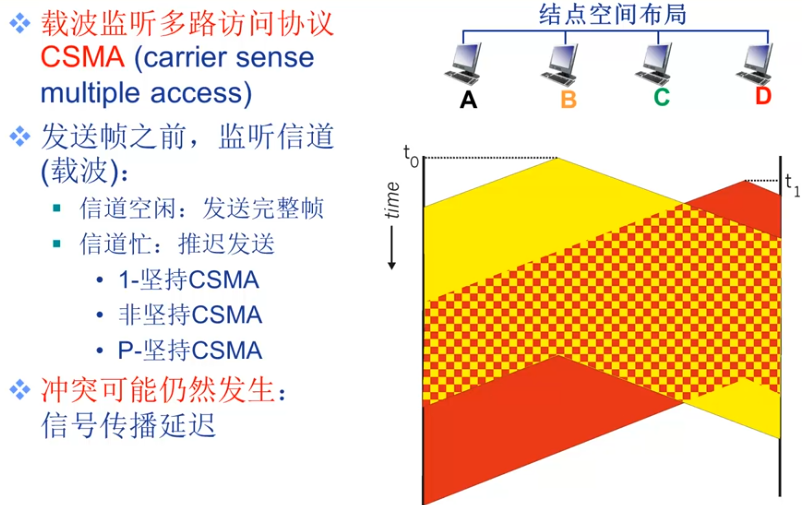 载波监听多路访问协议
CSMA (carrier sense
multiple access)
发送帧之前，监听信道
(载波)：
信道空闲：发送完整帧
信道忙：推迟发送
1-坚持CSMA
非坚持CSMA
P-坚持CSMA
冲突可能仍然发生：
信号传播延迟
结点空间布局
A B C D
t0
t1
time